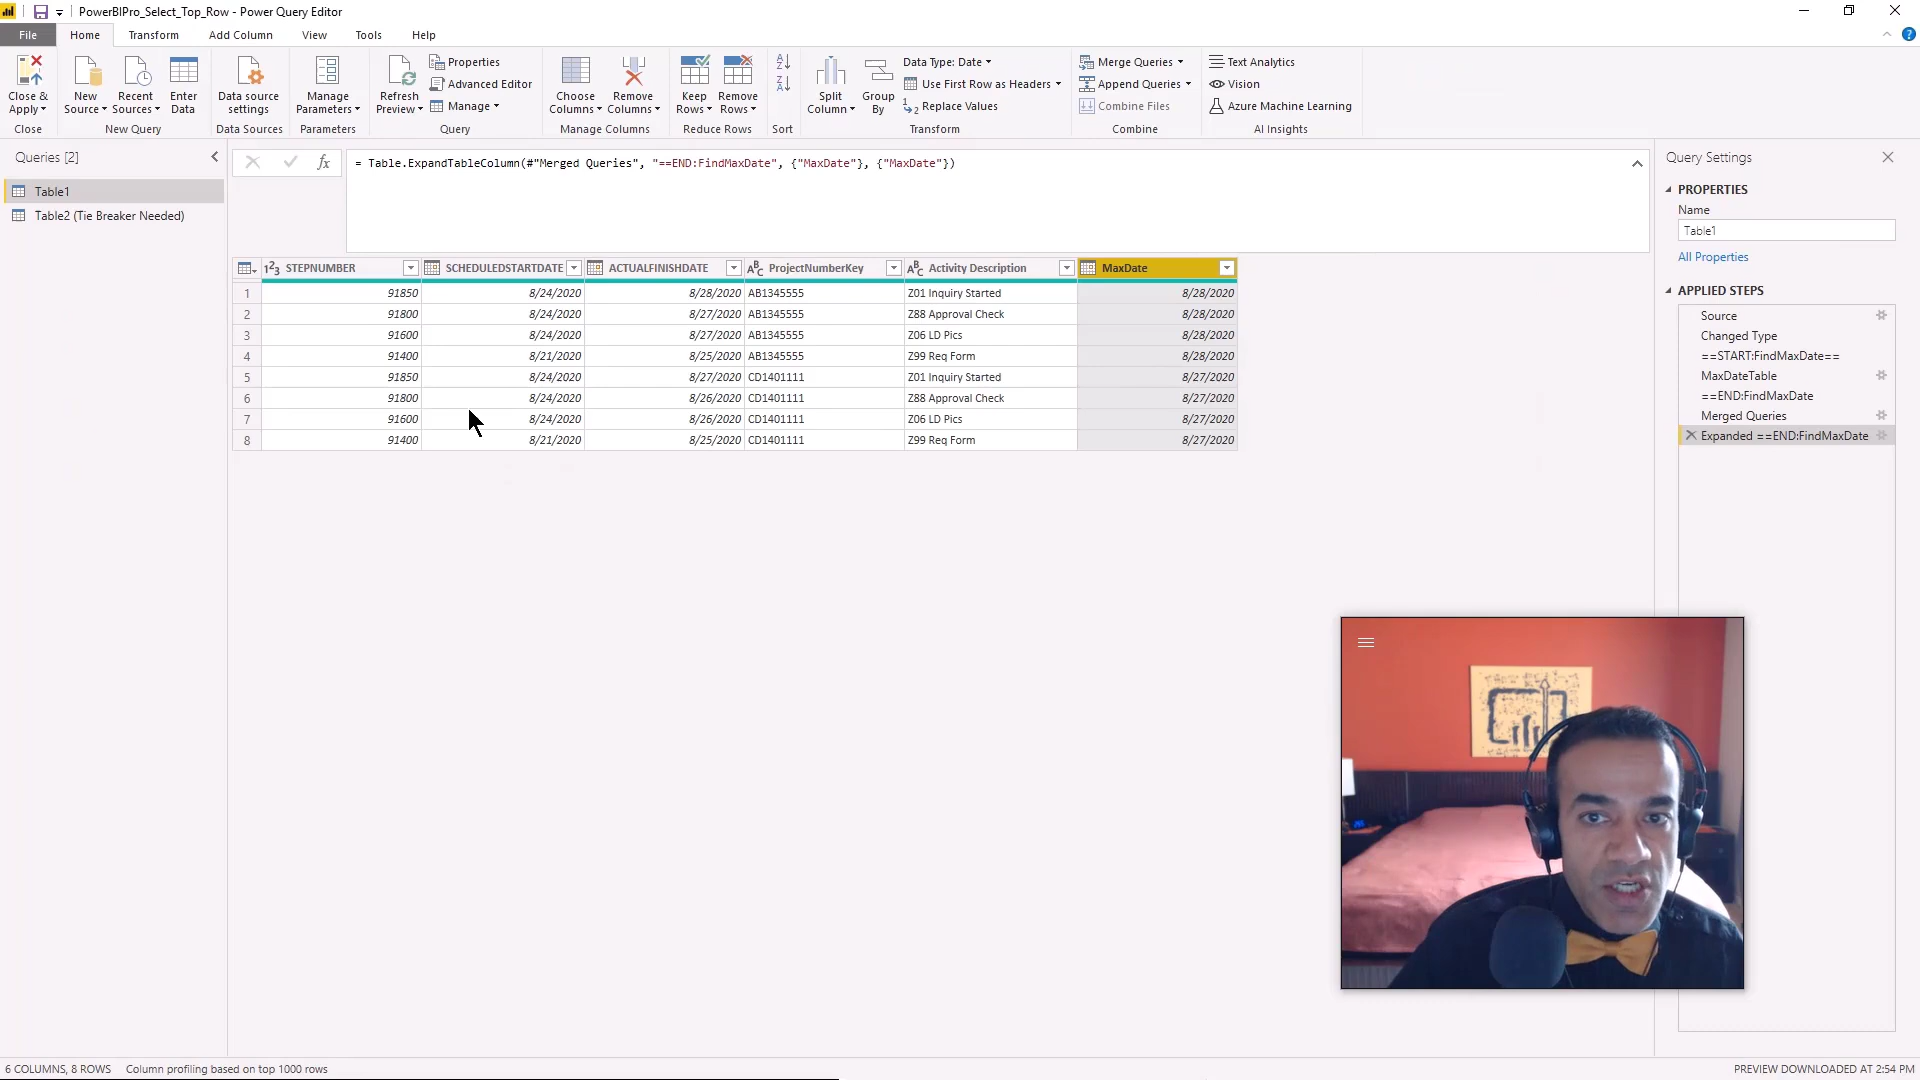 PowerBIPro_Select_Top_Row - Power Query Editor
File Home Transform Add Column View Tools Help
Close & Apply
Close
New Source
Recent Sources
Enter Data
New Query
Data source settings
Data Sources
Manage Parameters
Parameters
Refresh Preview
Properties
Advanced Editor
Manage
Query
Choose Columns
Remove Columns
Manage Columns
Keep Rows
Remove Rows
Reduce Rows
Sort
Split Column
Group By
Data Type: Date
Use First Row as Headers
Replace Values
Transform
Merge Queries
Append Queries
Combine Files
Combine
Text Analytics
Vision
Azure Machine Learning
AI Insights
Queries [2]
Table1
Table2 (Tie Breaker Needed)
fx
= Table.ExpandTableColumn(#"Merged Queries", "==END:FindMaxDate", {"MaxDate"}, {"MaxDate"})
123 STEPNUMBER SCHEDULEDSTARTDATE ACTUALFINISHDATE ABC ProjectNumberKey ABC Activity Description MaxDate
1 91850 8/24/2020 8/28/2020 AB1345555 Z01 Inquiry Started 8/28/2020
2 91800 8/24/2020 8/27/2020 AB1345555 Z88 Approval Check 8/28/2020
3 91600 8/24/2020 8/27/2020 AB1345555 Z06 LD Pics 8/28/2020
4 91400 8/21/2020 8/25/2020 AB1345555 Z99 Req Form 8/28/2020
5 91850 8/24/2020 8/27/2020 CD1401111 Z01 Inquiry Started 8/27/2020
6 91800 8/24/2020 8/26/2020 CD1401111 Z88 Approval Check 8/27/2020
7 91600 8/24/2020 8/26/2020 CD1401111 Z06 LD Pics 8/27/2020
8 91400 8/21/2020 8/25/2020 CD1401111 Z99 Req Form 8/27/2020
Query Settings
PROPERTIES
Name
Table1
All Properties
APPLIED STEPS
Source
Changed Type
==START:FindMaxDate==
MaxDateTable
==END:FindMaxDate
Merged Queries
Expanded ==END:FindMaxDate
6 COLUMNS, 8 ROWS Column profiling based on top 1000 rows
PREVIEW DOWNLOADED AT 2:54 PM